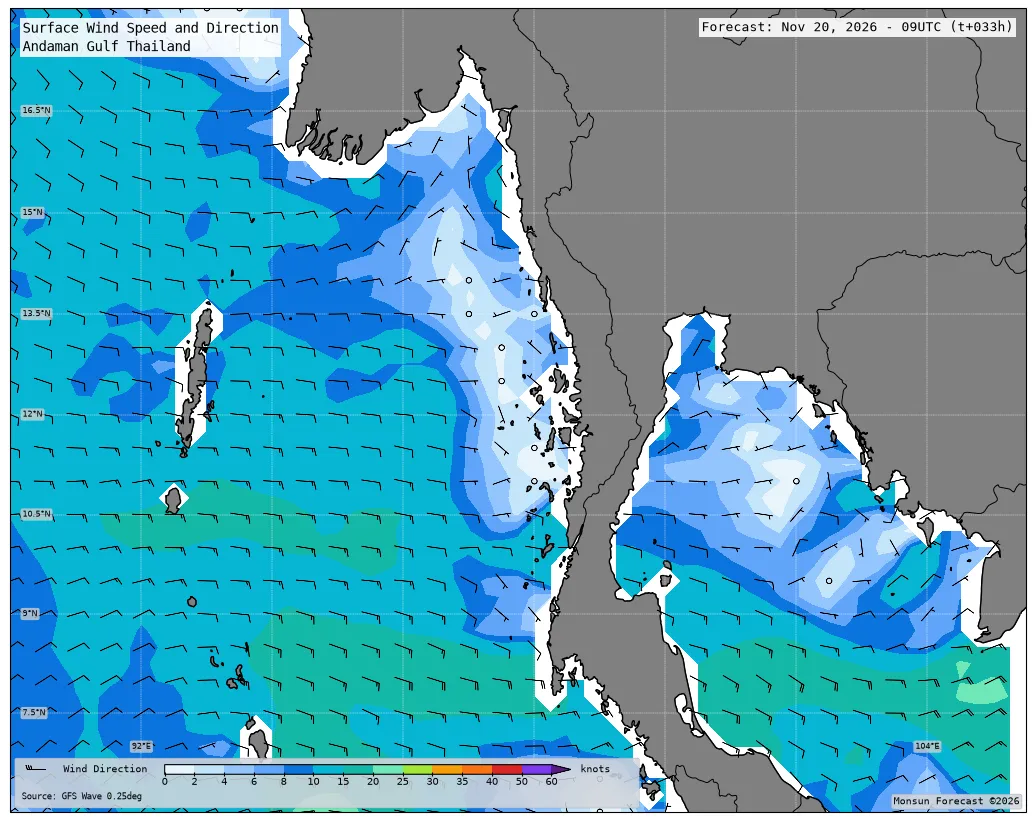 Surface Wind Speed and Direction
Andaman Gulf Thailand
Forecast: Nov 20, 2026 - 09UTC (t+033h)
16.5°N
15°N
13.5°N
12°N
10.5°N
9°N
7.5°N
92°E
104°E
Wind Direction
knots
0 2 4 6 8 10 15 20 25 30 35 40 50 60
Source: GFS Wave 0.25deg
Monsun Forecast ©2026